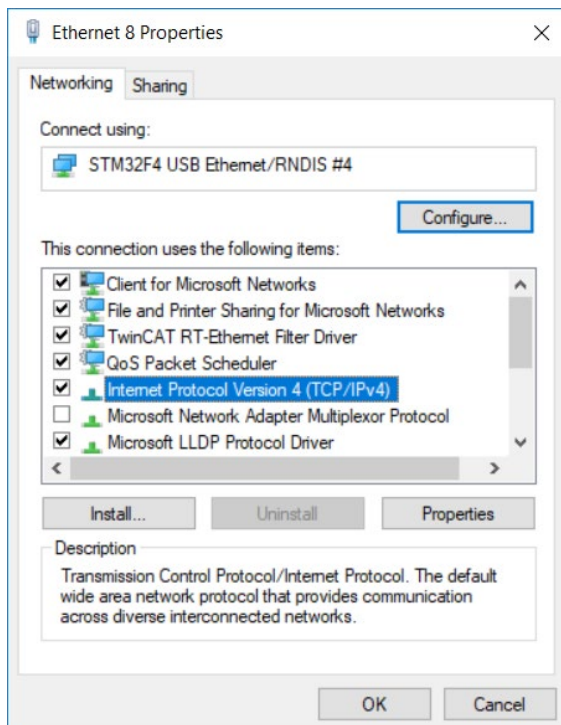 Ethernet 8 Properties
Networking
Sharing
Connect using:
STM32F4 USB Ethernet/RNDIS #4
Configure...
This connection uses the following items:
Client for Microsoft Networks
File and Printer Sharing for Microsoft Networks
TwinCAT RT-Ethernet Filter Driver
QoS Packet Scheduler
Internet Protocol Version 4 (TCP/IPv4)
Microsoft Network Adapter Multiplexor Protocol
Microsoft LLDP Protocol Driver
Install...
Uninstall
Properties
Description
Transmission Control Protocol/Internet Protocol. The default
wide area network protocol that provides communication
across diverse interconnected networks.
OK
Cancel